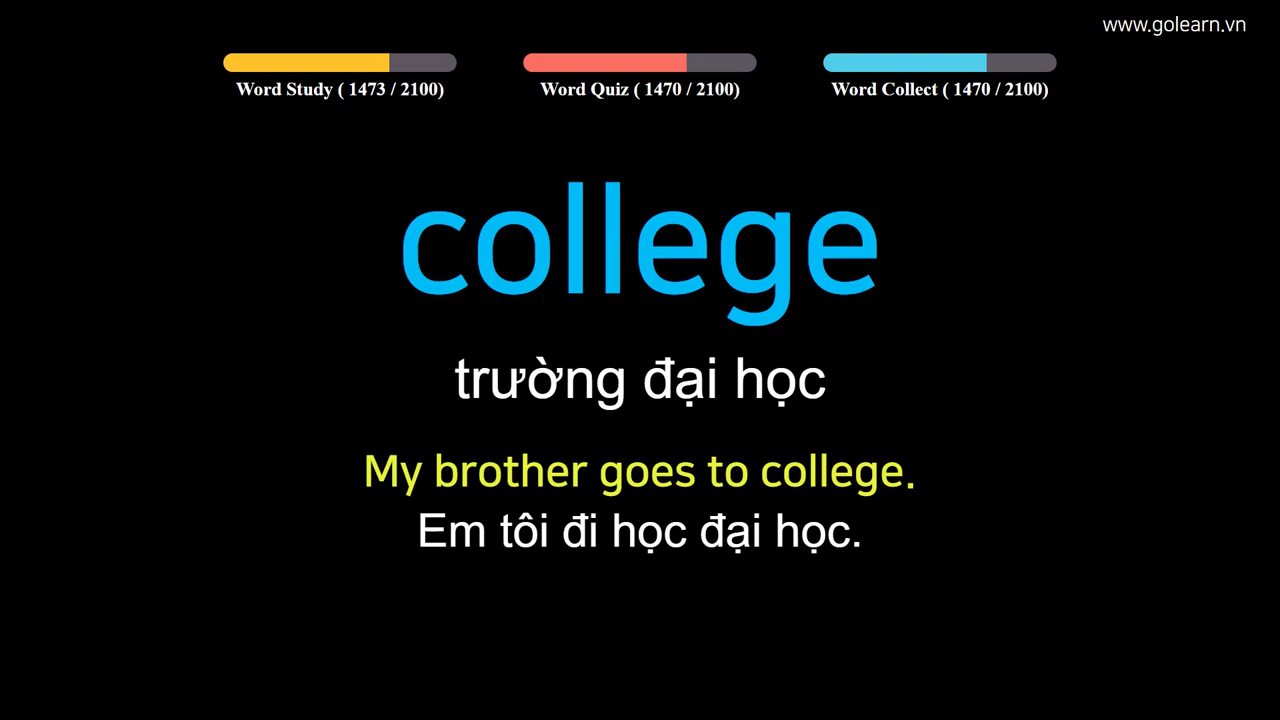 www.golearn.vn
Word Study ( 1473 / 2100)
Word Quiz ( 1470 / 2100)
Word Collect ( 1470 / 2100)
college
trường đại học
My brother goes to college.
Em tôi đi học đại học.